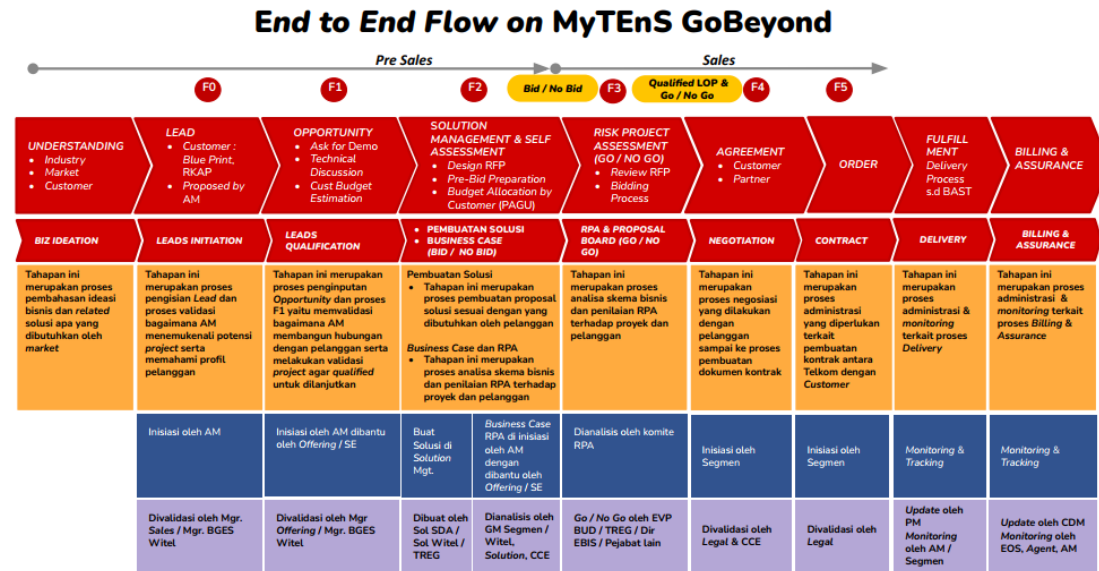 End to End Flow on MyTEnS GoBeyond
Pre Sales
Sales
F0
F1
F2
Bid / No Bid
F3
Qualified LOP &
Go / No Go
F4
F5
UNDERSTANDING
• Industry
• Market
• Customer
LEAD
• Customer :
Blue Print,
RKAP
• Proposed by
AM
OPPORTUNITY
• Ask for Demo
• Technical
Discussion
• Cust Budget
Estimation
SOLUTION
MANAGEMENT & SELF
ASSESSMENT
• Design RFP
• Pre-Bid Preparation
• Budget Allocation by
Customer (PAGU)
RISK PROJECT
ASSESSMENT
(GO / NO GO)
• Review RFP
• Bidding
Process
AGREEMENT
• Customer
• Partner
ORDER
FULFILL
MENT
Delivery
Process
s.d BAST
BILLING &
ASSURANCE
BIZ IDEATION
LEADS INITIATION
LEADS
QUALIFICATION
• PEMBUATAN SOLUSI
• BUSINESS CASE
(BID / NO BID)
RPA & PROPOSAL
BOARD (GO / NO
GO)
NEGOTIATION
CONTRACT
DELIVERY
BILLING &
ASSURANCE
Tahapan ini
merupakan proses
pembahasan ideasi
bisnis dan related
solusi apa yang
dibutuhkan oleh
market
Tahapan ini
merupakan proses
pengisian Lead dan
proses validasi
bagaimana AM
menemukenali potensi
project serta
memahami profil
pelanggan
Tahapan ini merupakan
proses penginputan
Opportunity dan proses
F1 yaitu memvalidasi
bagaimana AM
membangun hubungan
dengan pelanggan serta
melakukan validasi
project agar qualified
untuk dilanjutkan
Pembuatan Solusi
• Tahapan ini merupakan
proses pembuatan proposal
solusi sesuai dengan yang
dibutuhkan oleh pelanggan
Business Case dan RPA
• Tahapan ini merupakan
proses analisa skema bisnis
dan penilaian RPA terhadap
proyek dan pelanggan
Tahapan ini
merupakan proses
analisa skema bisnis
dan penilaian RPA
terhadap proyek dan
pelanggan
Tahapan ini
merupakan
proses negosiasi
yang dilakukan
dengan
pelanggan
sampai ke proses
pembuatan
dokumen kontrak
Tahapan ini
merupakan
proses
administrasi
yang diperlukan
terkait
pembuatan
kontrak antara
Telkom dengan
Customer
Tahapan ini
merupakan
proses
administrasi &
monitoring
terkait proses
Delivery
Tahapan ini
merupakan proses
administrasi &
monitoring terkait
proses Billing &
Assurance
Inisiasi oleh AM
Inisiasi oleh AM dibantu
oleh Offering / SE
Buat
Solusi di
Solution
Mgt.
Business Case
RPA di inisiasi
oleh AM
dengan
dibantu oleh
Offering / SE
Dianalisis oleh komite
RPA
Inisiasi oleh
Segmen
Inisiasi oleh
Segmen
Monitoring &
Tracking
Monitoring &
Tracking
Divalidasi oleh Mgr.
Sales / Mgr. BGES
Witel
Divalidasi oleh Mgr
Offering / Mgr. BGES
Witel
Dibuat oleh
Sol SDA /
Sol Witel /
TREG
Dianalisis oleh
GM Segmen /
Witel,
Solution, CCE
Go / No Go oleh EVP
BUD / TREG / Dir
EBIS / Pejabat lain
Divalidasi oleh
Legal & CCE
Divalidasi oleh
Legal
Update oleh
PM
Monitoring
oleh AM /
Segmen
Update oleh CDM
Monitoring oleh
EOS, Agent, AM